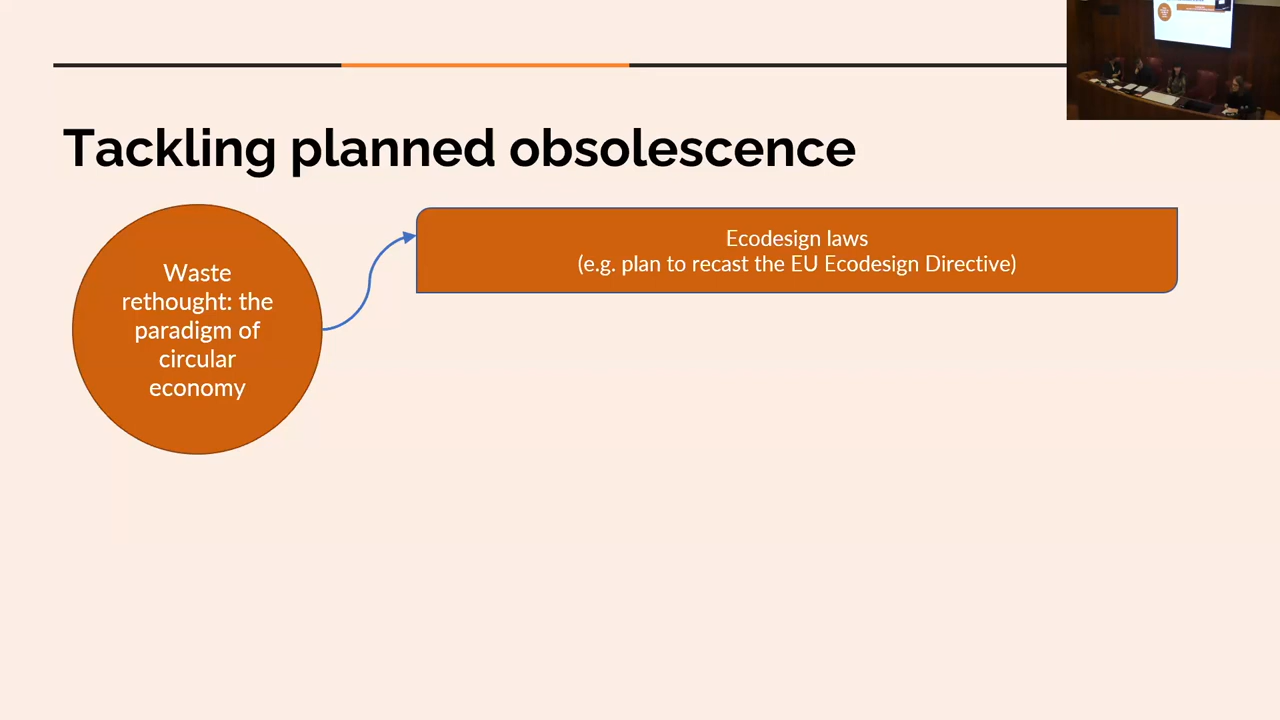 Tackling planned obsolescence
Waste
rethought: the
paradigm of
circular
economy
Ecodesign laws
(e.g. plan to recast the EU Ecodesign Directive)